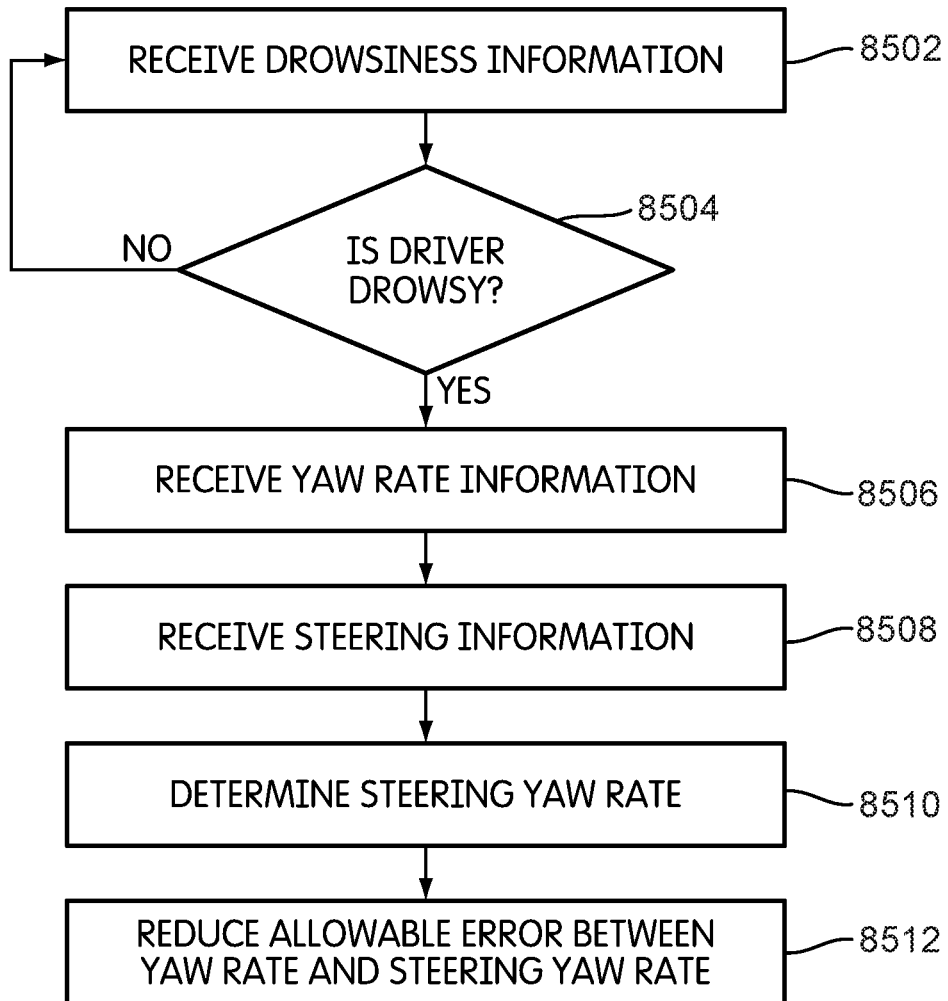 RECEIVE DROWSINESS INFORMATION
8502
8504
NO
IS DRIVER
DROWSY?
YES
RECEIVE YAW RATE INFORMATION
8506
RECEIVE STEERING INFORMATION
8508
DETERMINE STEERING YAW RATE
8510
REDUCE ALLOWABLE ERROR BETWEEN
YAW RATE AND STEERING YAW RATE
8512